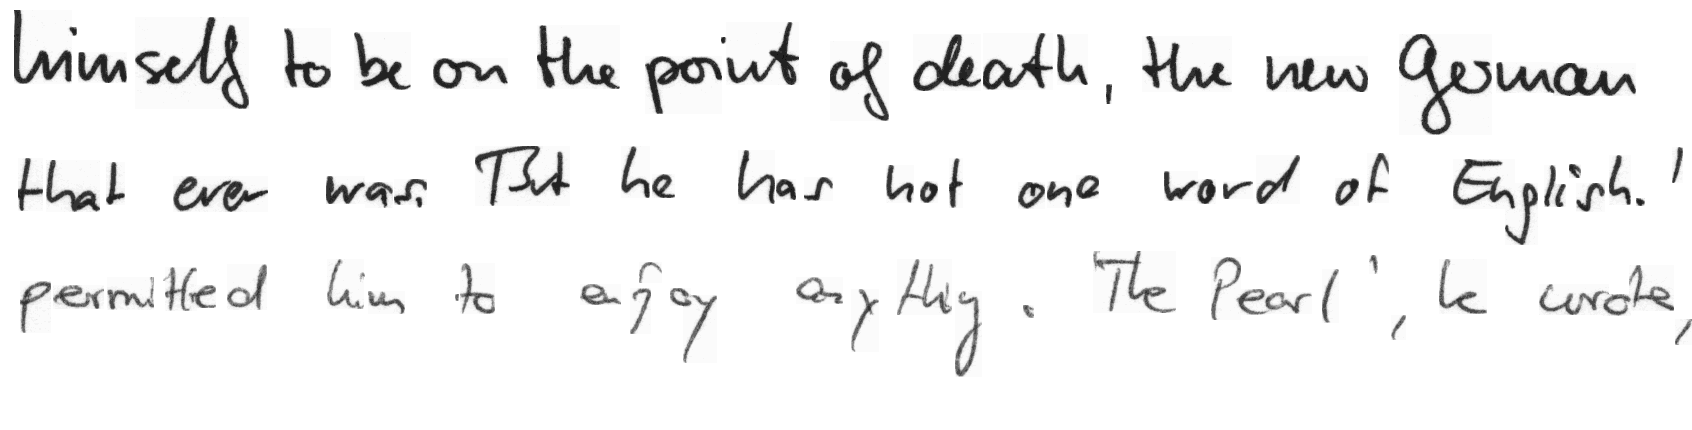 himself to be on the point of death, the new German
that ever was. But he has not one word of English.'
permitted him to enjoy anything. The Pearl', he wrote,